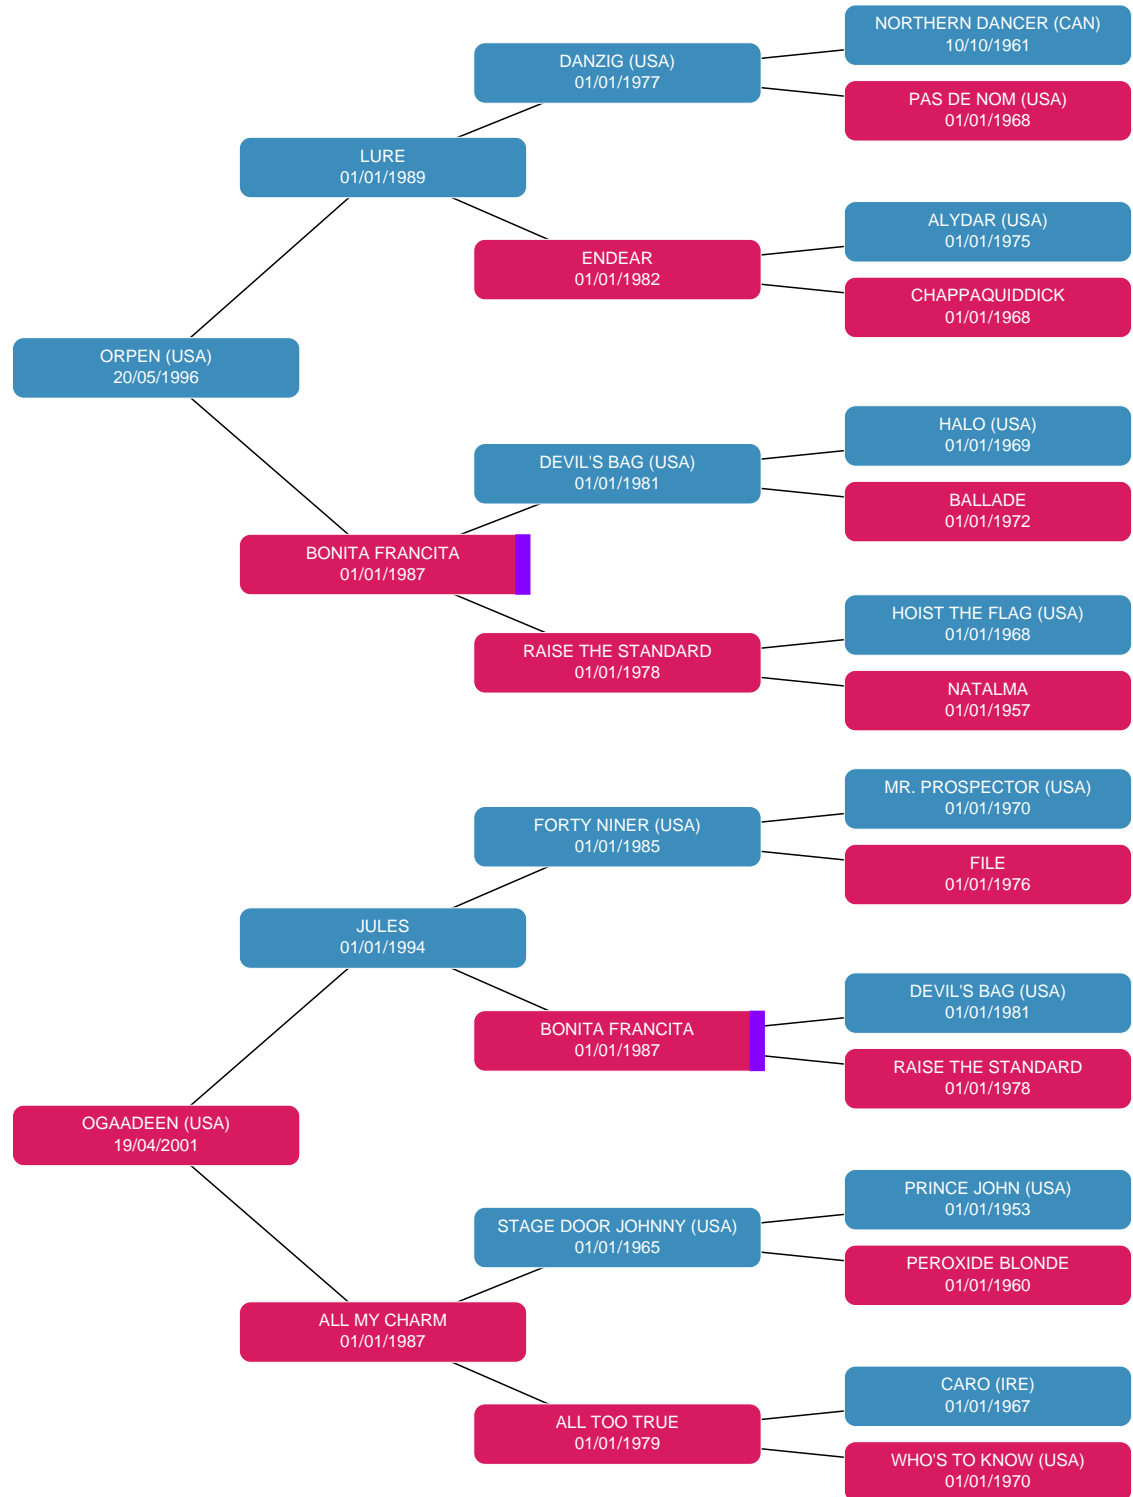 NORTHERN DANCER (CAN)
10/10/1961
DANZIG (USA)
01/01/1977
PAS DE NOM (USA)
01/01/1968
LURE
01/01/1989
ALYDAR (USA)
01/01/1975
ENDEAR
01/01/1982
CHAPPAQUIDDICK
01/01/1968
ORPEN (USA)
20/05/1996
HALO (USA)
01/01/1969
DEVIL'S BAG (USA)
01/01/1981
BALLADE
01/01/1972
BONITA FRANCITA
01/01/1987
HOIST THE FLAG (USA)
01/01/1968
RAISE THE STANDARD
01/01/1978
NATALMA
01/01/1957
MR. PROSPECTOR (USA)
01/01/1970
FORTY NINER (USA)
01/01/1985
FILE
01/01/1976
JULES
01/01/1994
DEVIL'S BAG (USA)
01/01/1981
BONITA FRANCITA
01/01/1987
RAISE THE STANDARD
01/01/1978
OGAADEEN (USA)
19/04/2001
PRINCE JOHN (USA)
01/01/1953
STAGE DOOR JOHNNY (USA)
01/01/1965
PEROXIDE BLONDE
01/01/1960
ALL MY CHARM
01/01/1987
CARO (IRE)
01/01/1967
ALL TOO TRUE
01/01/1979
WHO'S TO KNOW (USA)
01/01/1970